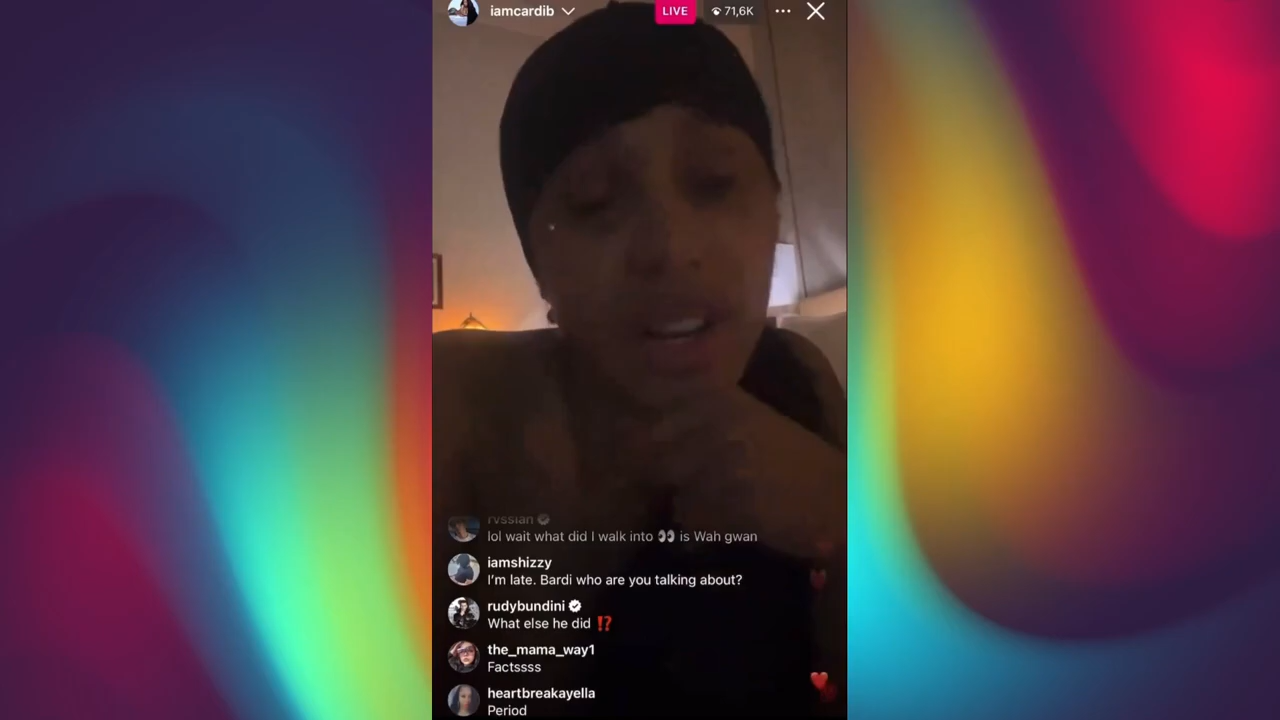 iamcardib
LIVE
71,6K
rvssian
lol wait what did I walk into 👀 is Wah gwan
iamshizzy
I'm late. Bardi who are you talking about?
rudybundini
What else he did ⁉️
the_mama_way1
Factssss
heartbreakayella
Period